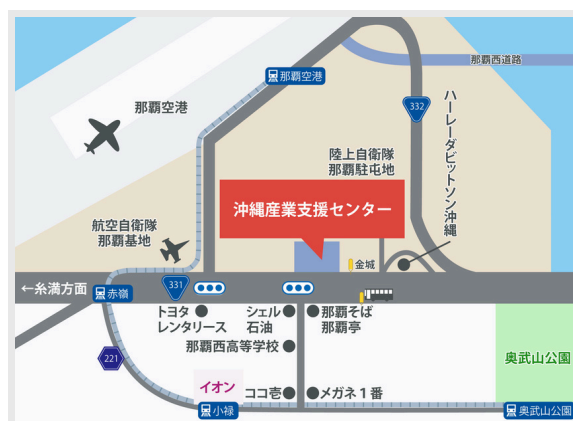 那覇西道路
那覇空港
那覇空港
332
ハーレーダビットソン沖縄
陸上自衛隊
那覇駐屯地
沖縄産業支援センター
航空自衛隊
那覇基地
金城
←糸満方面
赤嶺
331
トヨタ
レンタリース
シェル
石油
那覇そば
那覇亭
那覇西高等学校
221
イオン
ココ壱
メガネ1番
奥武山公園
小禄
奥武山公園